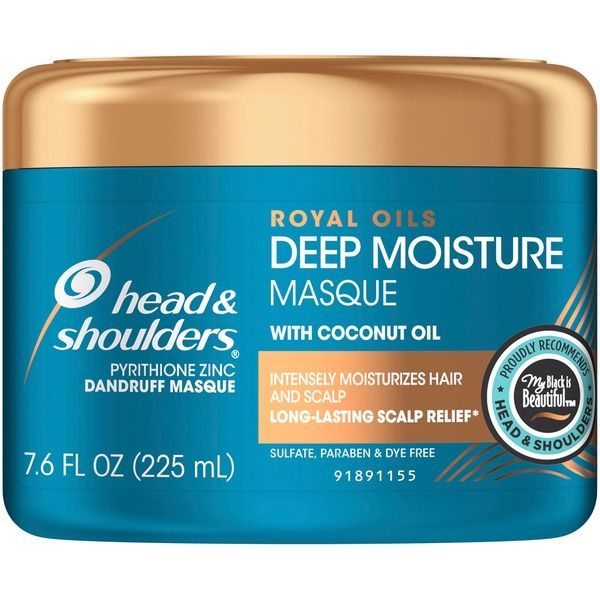 ROYAL OILS
DEEP MOISTURE
MASQUE
WITH COCONUT OIL
head &
shoulders®
PYRITHIONE ZINC
DANDRUFF MASQUE
7.6 FL OZ (225 mL)
INTENSELY MOISTURIZES HAIR
AND SCALP
LONG-LASTING SCALP RELIEF*
SULFATE, PARABEN & DYE FREE
91891155
PROUDLY RECOMMENDS
My Black is
Beautiful™
HEAD & SHOULDERS